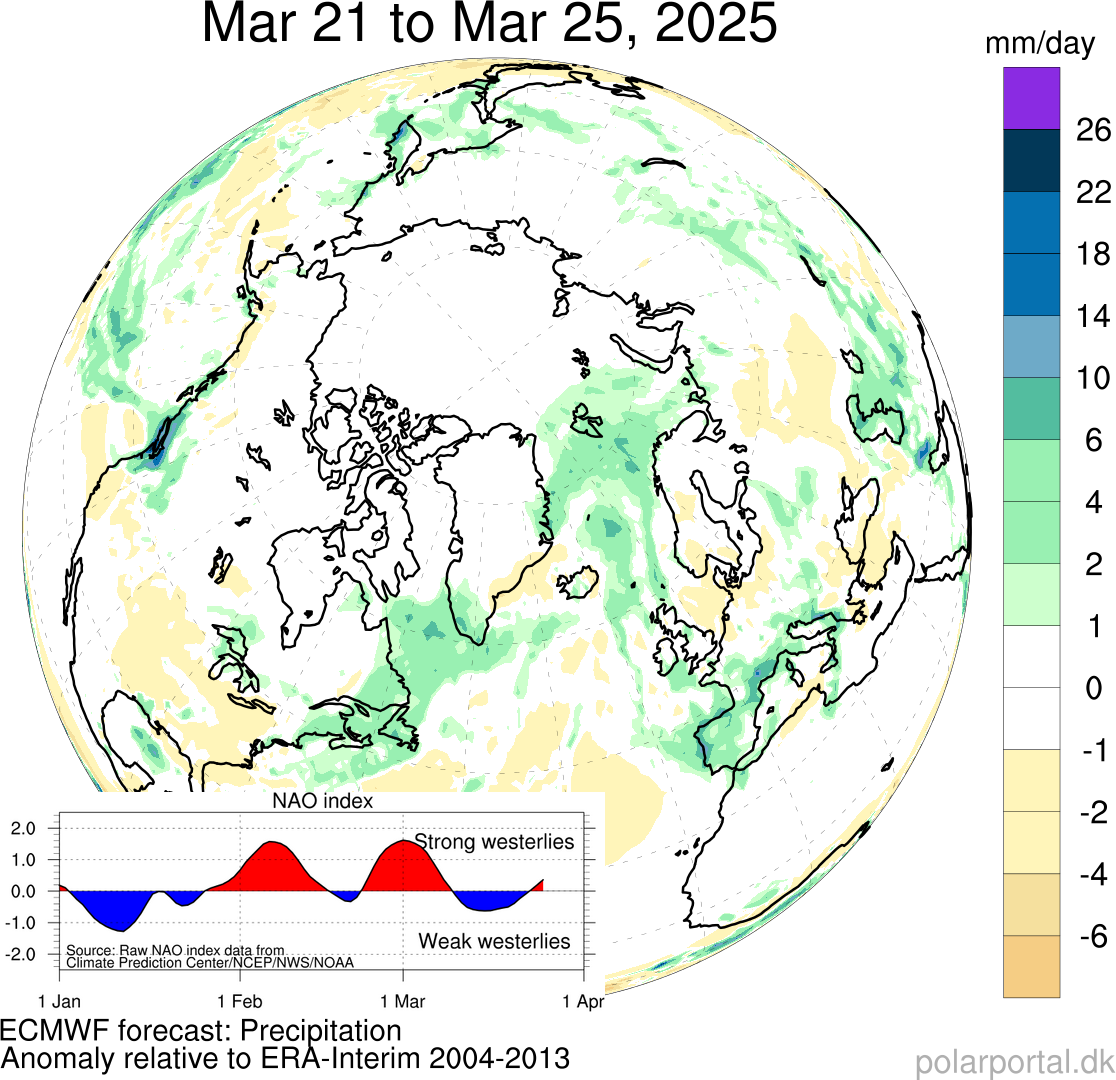 Mar 21 to Mar 25, 2025
mm/day
26
22
18
14
10
6
4
2
1
0
-1
-2
-4
-6
NAO index
2.0
1.0
0.0
-1.0
-2.0
Strong westerlies
Weak westerlies
Source: Raw NAO index data from
Climate Prediction Center/NCEP/NWS/NOAA
1 Jan 1 Feb 1 Mar 1 Apr
ECMWF forecast: Precipitation
Anomaly relative to ERA-Interim 2004-2013
polarportal.dk